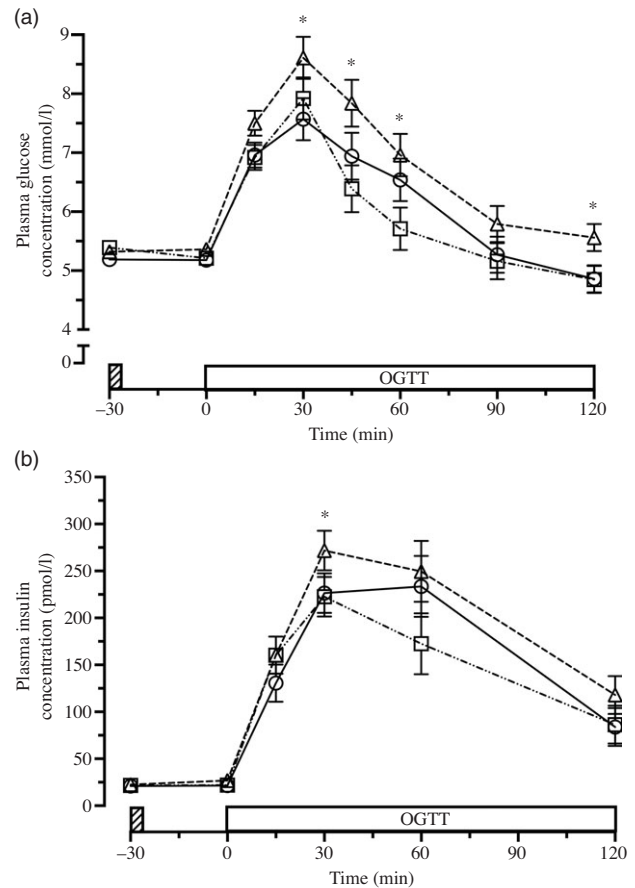 (a)
Plasma glucose
concentration (mmol/l)
9
8
7
6
5
4
0
* * * *
OGTT
–30 0 30 60 90 120
Time (min)
(b)
Plasma insulin
concentration (pmol/l)
350
300
250
200
150
100
50
0
*
OGTT
–30 0 30 60 90 120
Time (min)